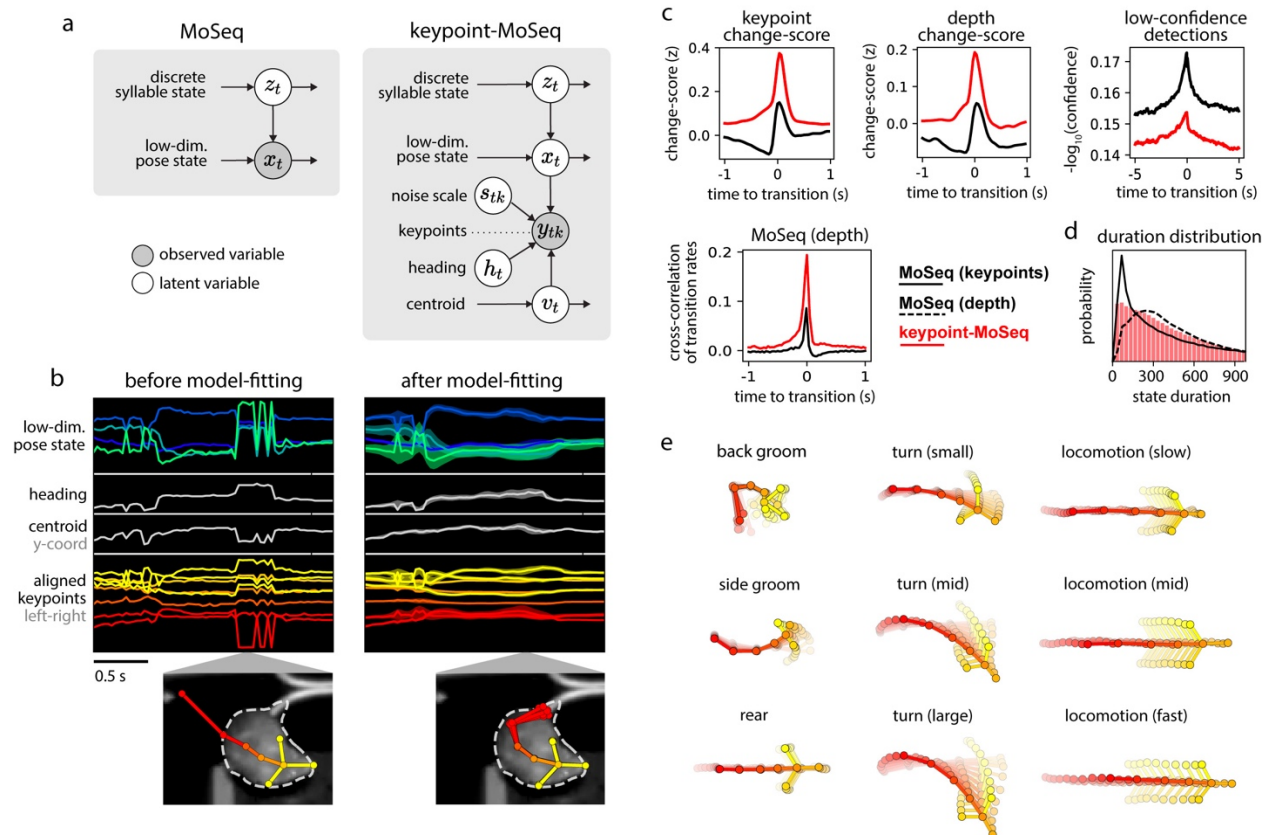 a
MoSeq
discrete
syllable state
z_t
low-dim.
pose state
x_t
observed variable
latent variable
keypoint-MoSeq
discrete
syllable state
z_t
low-dim.
pose state
x_t
noise scale
s_tk
keypoints
y_tk
heading
h_t
centroid
v_t
b
before model-fitting
after model-fitting
low-dim.
pose state
heading
centroid
y-coord
aligned
keypoints
left-right
0.5 s
c
keypoint
change-score
change-score (z)
0.4
0.2
0.0
-1
0
1
time to transition (s)
depth
change-score
change-score (z)
0.2
0.1
0.0
-1
0
1
time to transition (s)
low-confidence
detections
-log10(confidence)
0.17
0.16
0.15
0.14
-5
0
5
time to transition (s)
MoSeq (depth)
cross-correlation
of transition rates
0.2
0.1
0.0
-1
0
1
time to transition (s)
MoSeq (keypoints)
MoSeq (depth)
keypoint-MoSeq
d
duration distribution
probability
0
300
600
900
state duration
e
back groom
turn (small)
locomotion (slow)
side groom
turn (mid)
locomotion (mid)
rear
turn (large)
locomotion (fast)